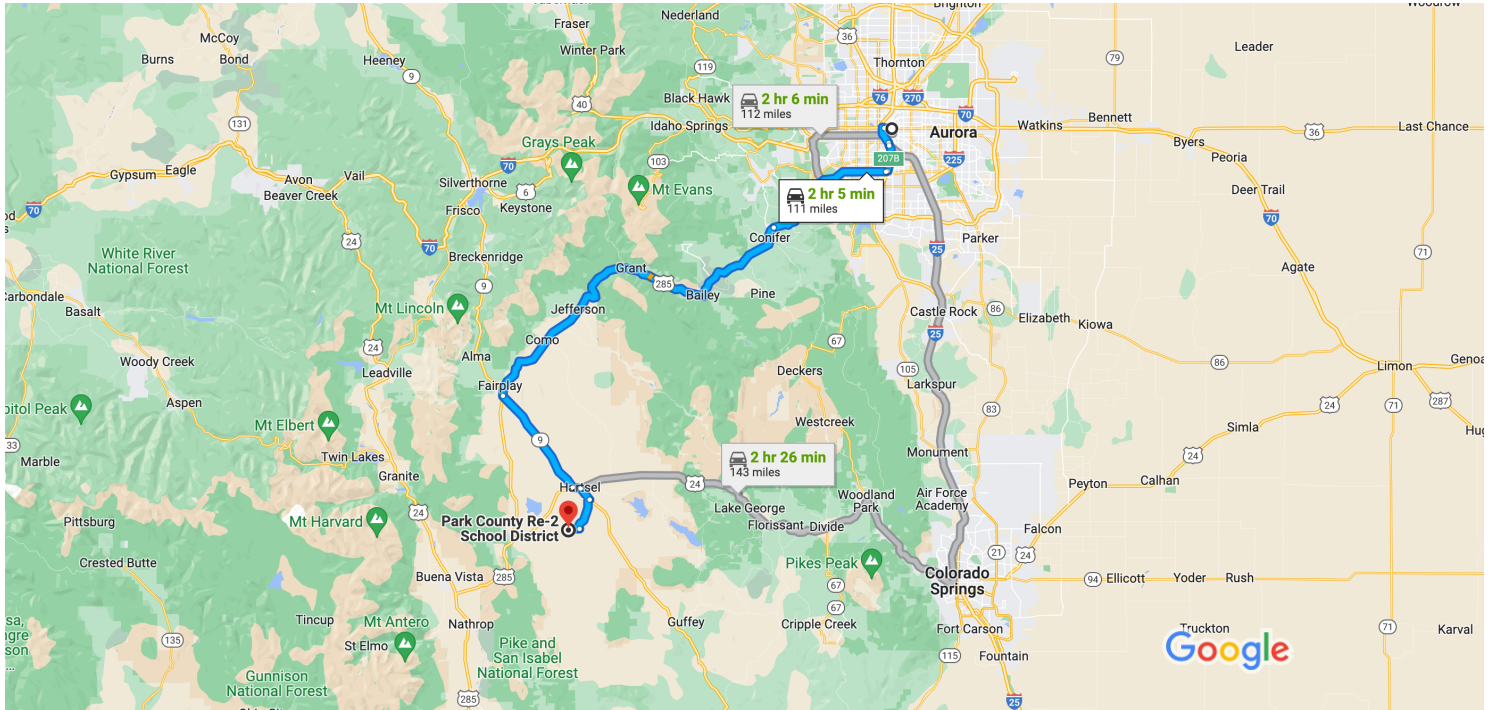 Nederland
Brighton
Woodrow
Fraser
McCoy
Burns
Bond
Heeney
9
Winter Park
36
Leader
Thornton
79
119
40
Black Hawk
2 hr 6 min
112 miles
76
270
70
131
Idaho Springs
Aurora
Watkins
Bennett
36
Last Chance
Byers
Grays Peak
70
103
207B
225
Peoria
Gypsum
Eagle
Avon
Vail
Beaver Creek
Silverthorne
6
Keystone
Frisco
Mt Evans
2 hr 5 min
111 miles
Deer Trail
70
70
24
70
Conifer
25
Parker
71
White River
National Forest
Breckenridge
Grant
285
Agate
9
Bailey
Pine
Carbondale
Basalt
Mt Lincoln
Jefferson
Castle Rock
86
Elizabeth
Kiowa
25
Como
67
24
Alma
Woody Creek
Leadville
Deckers
105
86
Limon
Genoa
Fairplay
Larkspur
Aspen
83
24
71
287
Mt Elbert
Westcreek
Simla
9
33
Marble
Twin Lakes
Monument
24
2 hr 26 min
143 miles
Granite
Hartsel
24
Peyton
Calhan
Woodland
Park
Air Force
Academy
Lake George
Florissant
Divide
24
Pittsburg
Mt Harvard
Park County Re-2
School District
Falcon
21
24
Crested Butte
Pikes Peak
Buena Vista
285
67
Colorado
Springs
94
Ellicott
Yoder
Rush
67
Tincup
Mt Antero
Nathrop
Guffey
Cripple Creek
Fort Carson
Truckton
71
Karval
135
St Elmo
Pike and
San Isabel
National Forest
115
Fountain
Google
Gunnison
National Forest
285
25